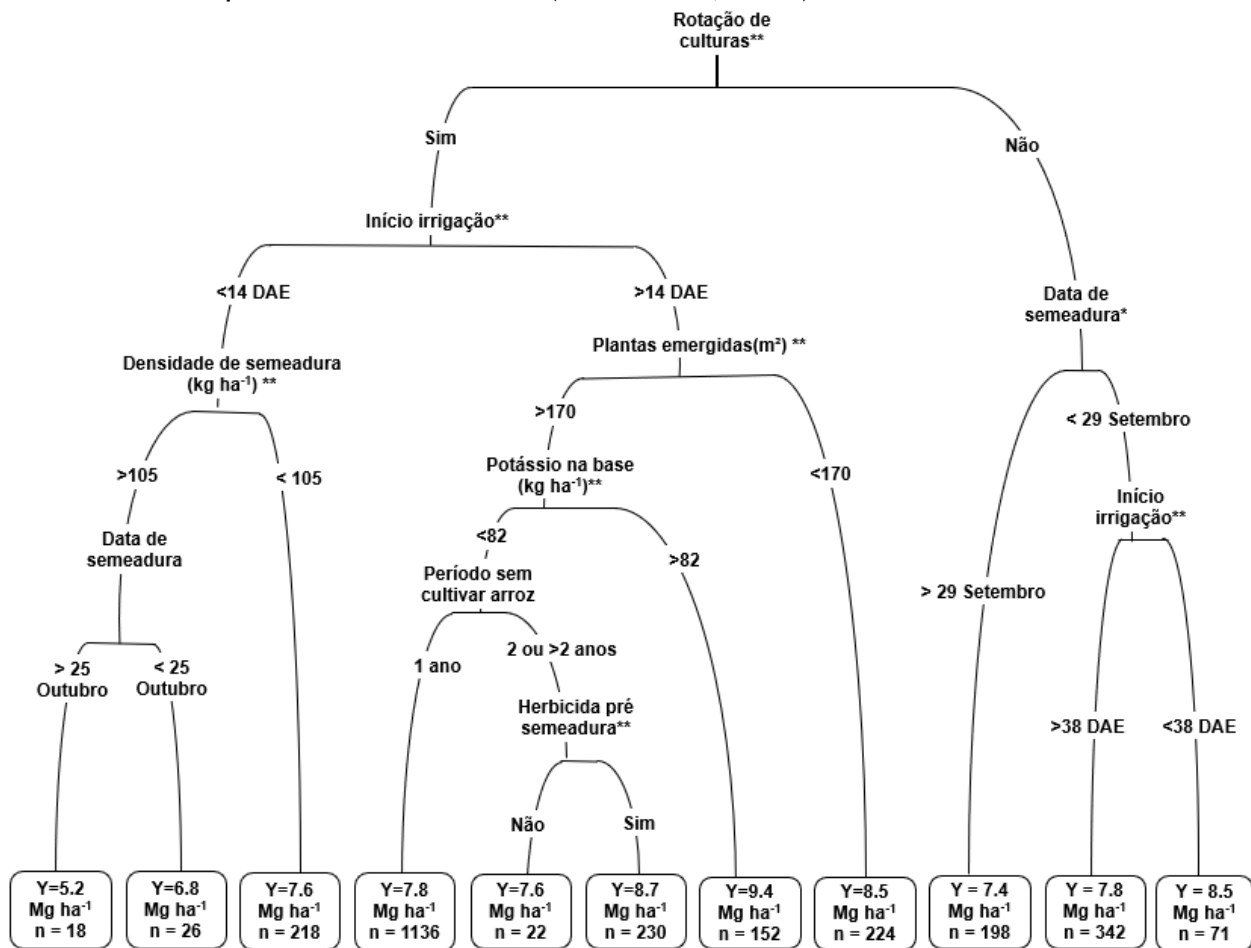 Rotação de
culturas**
Sim
Não
Início irrigação**
<14 DAE
>14 DAE
Data de
semeadura*
Densidade de semeadura
(kg ha⁻¹) **
Plantas emergidas(m²) **
>170
<170
< 29 Setembro
> 29 Setembro
>105
< 105
Potássio na base
(kg ha⁻¹)**
Início
irrigação**
Data de
semeadura
<82
>82
Período sem
cultivar arroz
> 25
Outubro
< 25
Outubro
1 ano
2 ou >2 anos
Herbicida pré
semeadura**
>38 DAE
<38 DAE
Não
Sim
Y=5.2
Mg ha⁻¹
n = 18
Y=6.8
Mg ha⁻¹
n = 26
Y=7.6
Mg ha⁻¹
n = 218
Y=7.8
Mg ha⁻¹
n = 1136
Y=7.6
Mg ha⁻¹
n = 22
Y=8.7
Mg ha⁻¹
n = 230
Y=9.4
Mg ha⁻¹
n = 152
Y=8.5
Mg ha⁻¹
n = 224
Y = 7.4
Mg ha⁻¹
n = 198
Y = 7.8
Mg ha⁻¹
n = 342
Y = 8.5
Mg ha⁻¹
n = 71